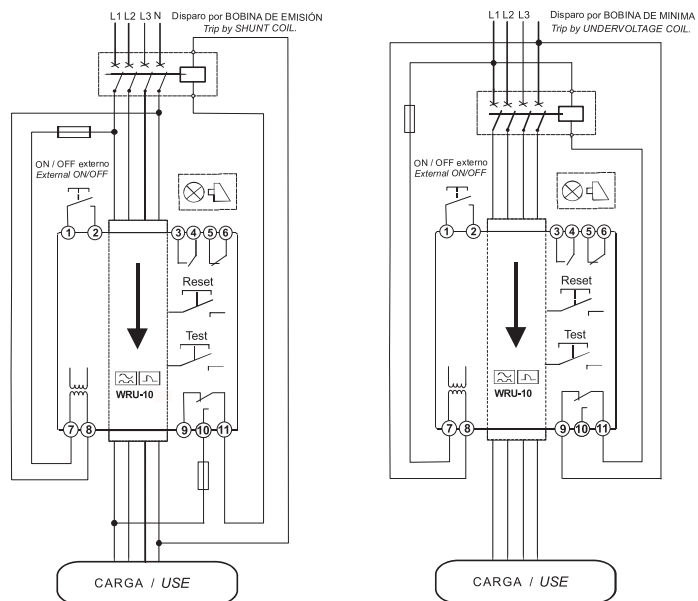 L1 L2 L3 N
Disparo por BOBINA DE EMISIÓN
Trip by SHUNT COIL.
ON / OFF externo
External ON/OFF
1 2 3 4 5 6
Reset
Test
WRU-10
7 8 9 10 11
CARGA / USE
L1 L2 L3
Disparo por BOBINA DE MINIMA
Trip by UNDERVOLTAGE COIL.
ON / OFF externo
External ON/OFF
1 2 3 4 5 6
Reset
Test
WRU-10
7 8 9 10 11
CARGA / USE